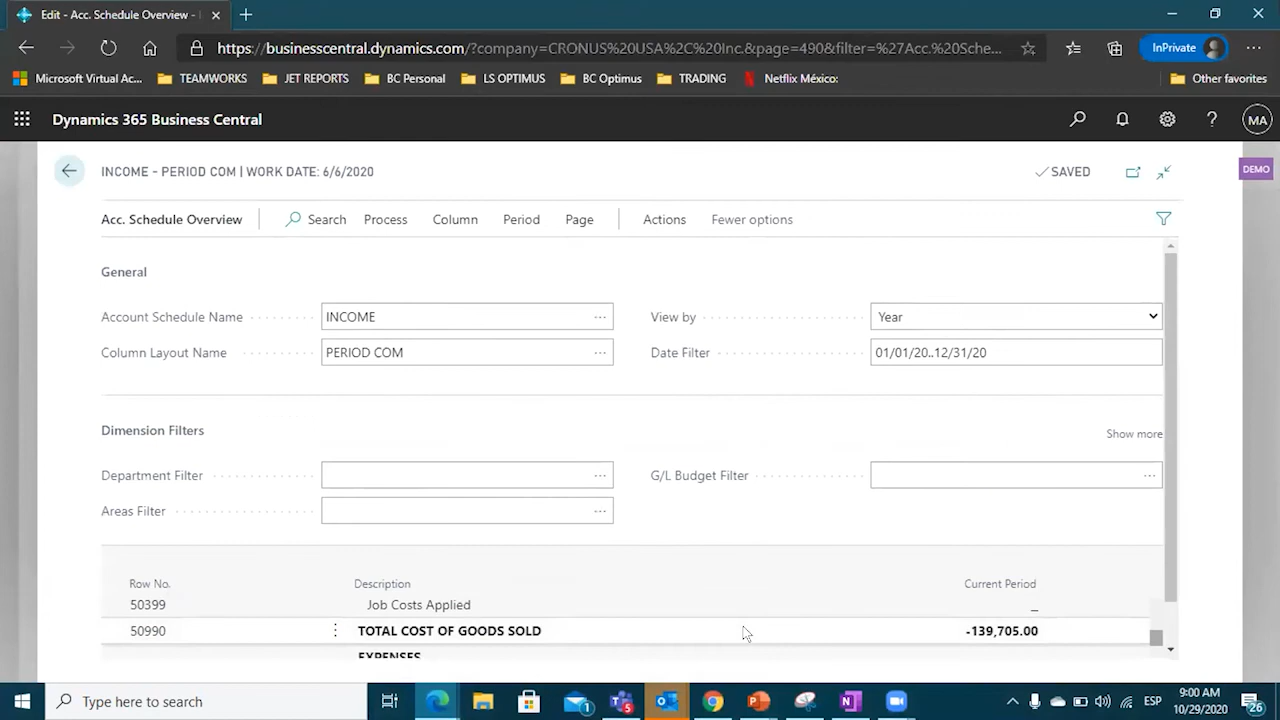 Edit - Acc. Schedule Overview -
https://businesscentral.dynamics.com/?company=CRONUS%20USA%2C%20Inc.&page=490&filter=%27Acc.%20Sche...
InPrivate
Microsoft Virtual Ac...
TEAMWORKS
JET REPORTS
BC Personal
LS OPTIMUS
BC Optimus
TRADING
Netflix México:
Other favorites
Dynamics 365 Business Central
MA
INCOME - PERIOD COM | WORK DATE: 6/6/2020
SAVED
DEMO
Acc. Schedule Overview
Search
Process
Column
Period
Page
Actions
Fewer options
General
Account Schedule Name
INCOME
View by
Year
Column Layout Name
PERIOD COM
Date Filter
01/01/20..12/31/20
Dimension Filters
Show more
Department Filter
G/L Budget Filter
Areas Filter
Row No.
Description
Current Period
50399
Job Costs Applied
_
50990
TOTAL COST OF GOODS SOLD
-139,705.00
EXPENSES
Type here to search
1
5
ESP
9:00 AM
10/29/2020
26